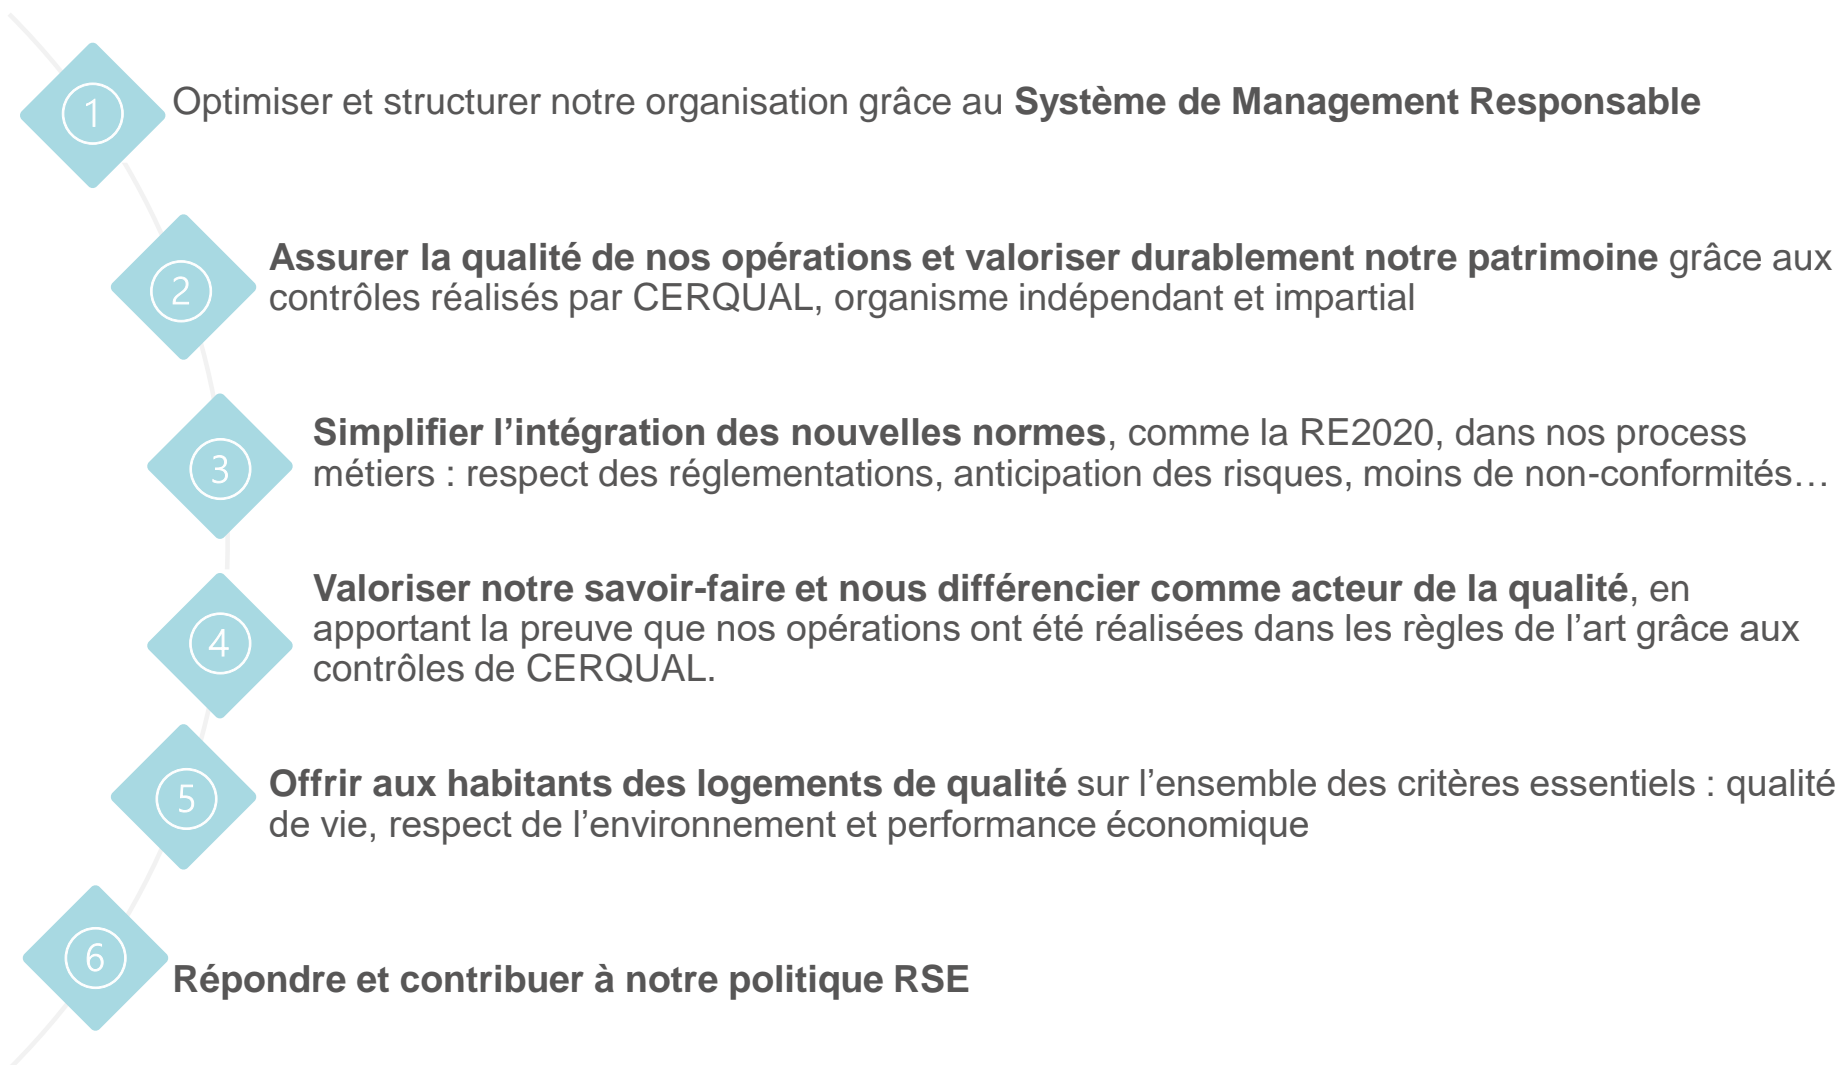 1
Optimiser et structurer notre organisation grâce au Système de Management Responsable
2
Assurer la qualité de nos opérations et valoriser durablement notre patrimoine grâce aux
contrôles réalisés par CERQUAL, organisme indépendant et impartial
3
Simplifier l’intégration des nouvelles normes, comme la RE2020, dans nos process
métiers : respect des réglementations, anticipation des risques, moins de non-conformités…
4
Valoriser notre savoir-faire et nous différencier comme acteur de la qualité, en
apportant la preuve que nos opérations ont été réalisées dans les règles de l’art grâce aux
contrôles de CERQUAL.
5
Offrir aux habitants des logements de qualité sur l’ensemble des critères essentiels : qualité
de vie, respect de l’environnement et performance économique
6
Répondre et contribuer à notre politique RSE